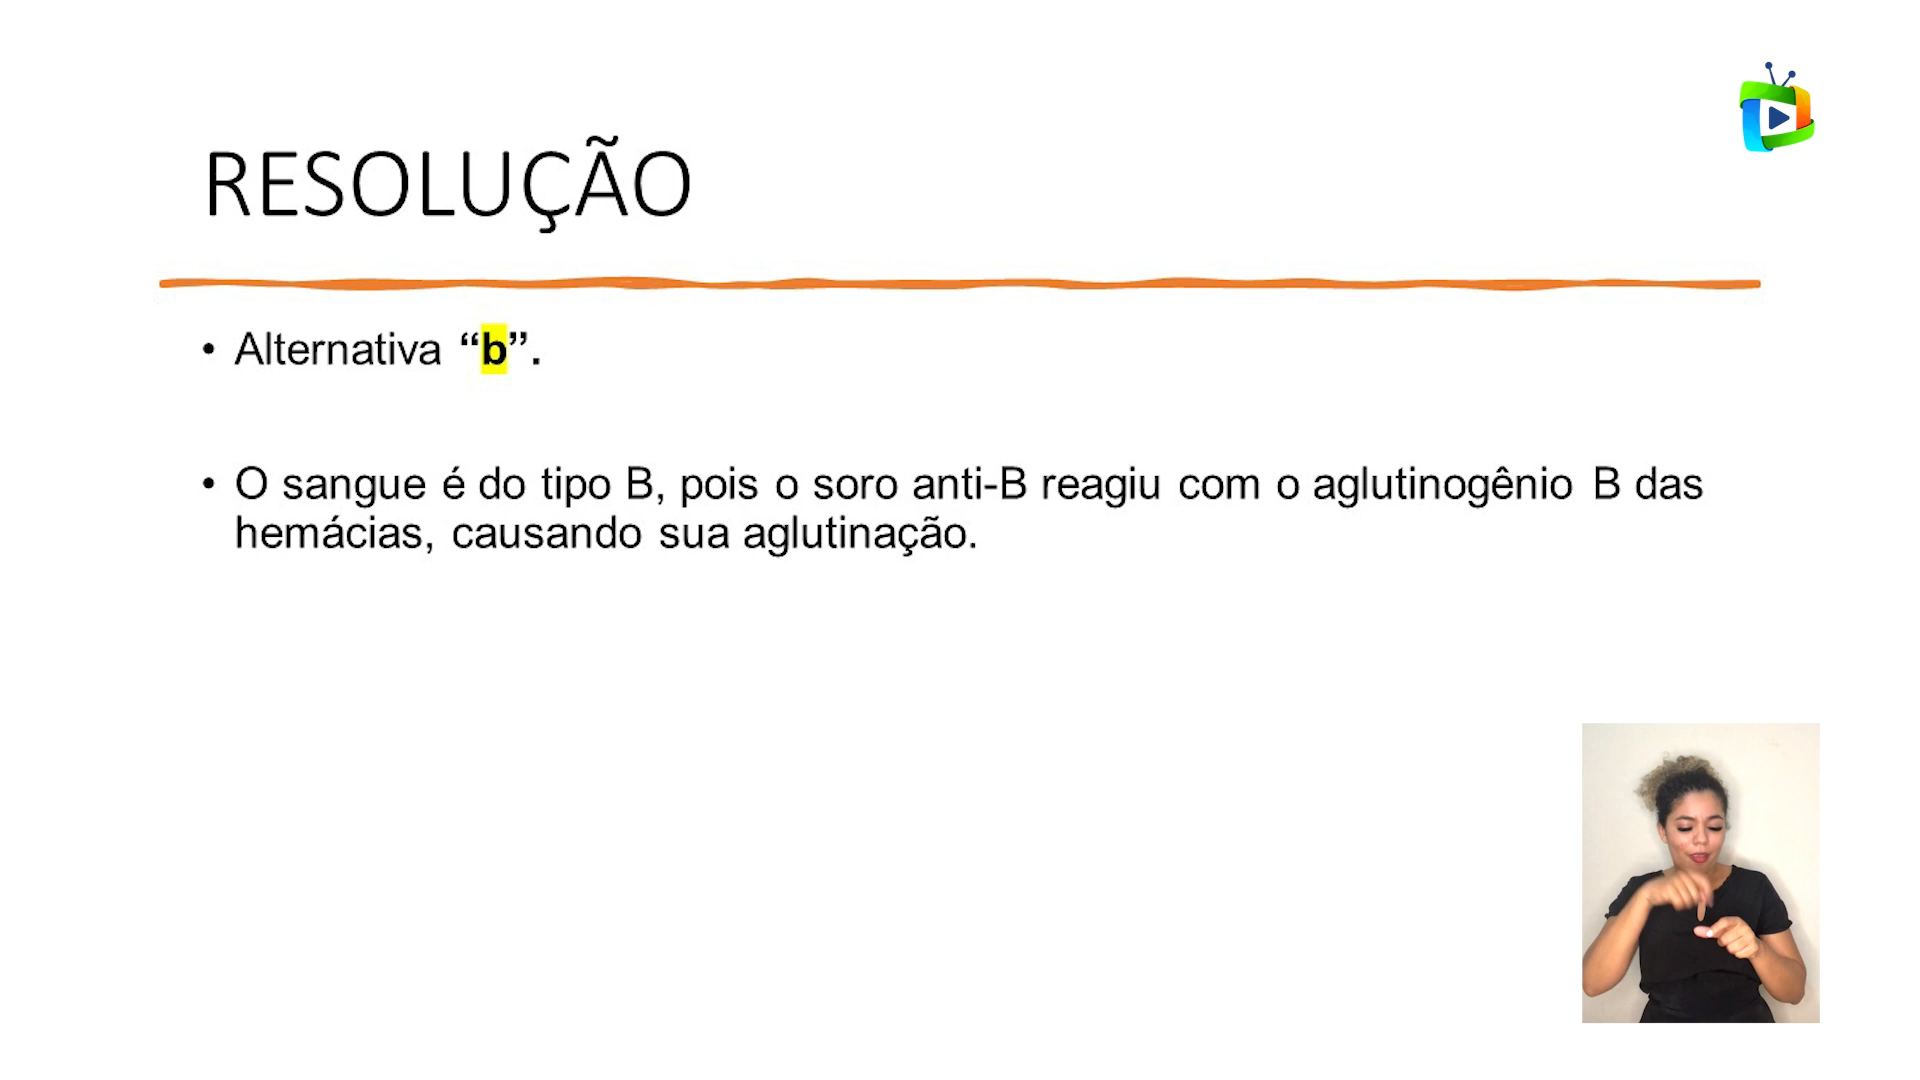 RESOLUÇÃO
• Alternativa “b”.
• O sangue é do tipo B, pois o soro anti-B reagiu com o aglutinogênio B das
hemácias, causando sua aglutinação.